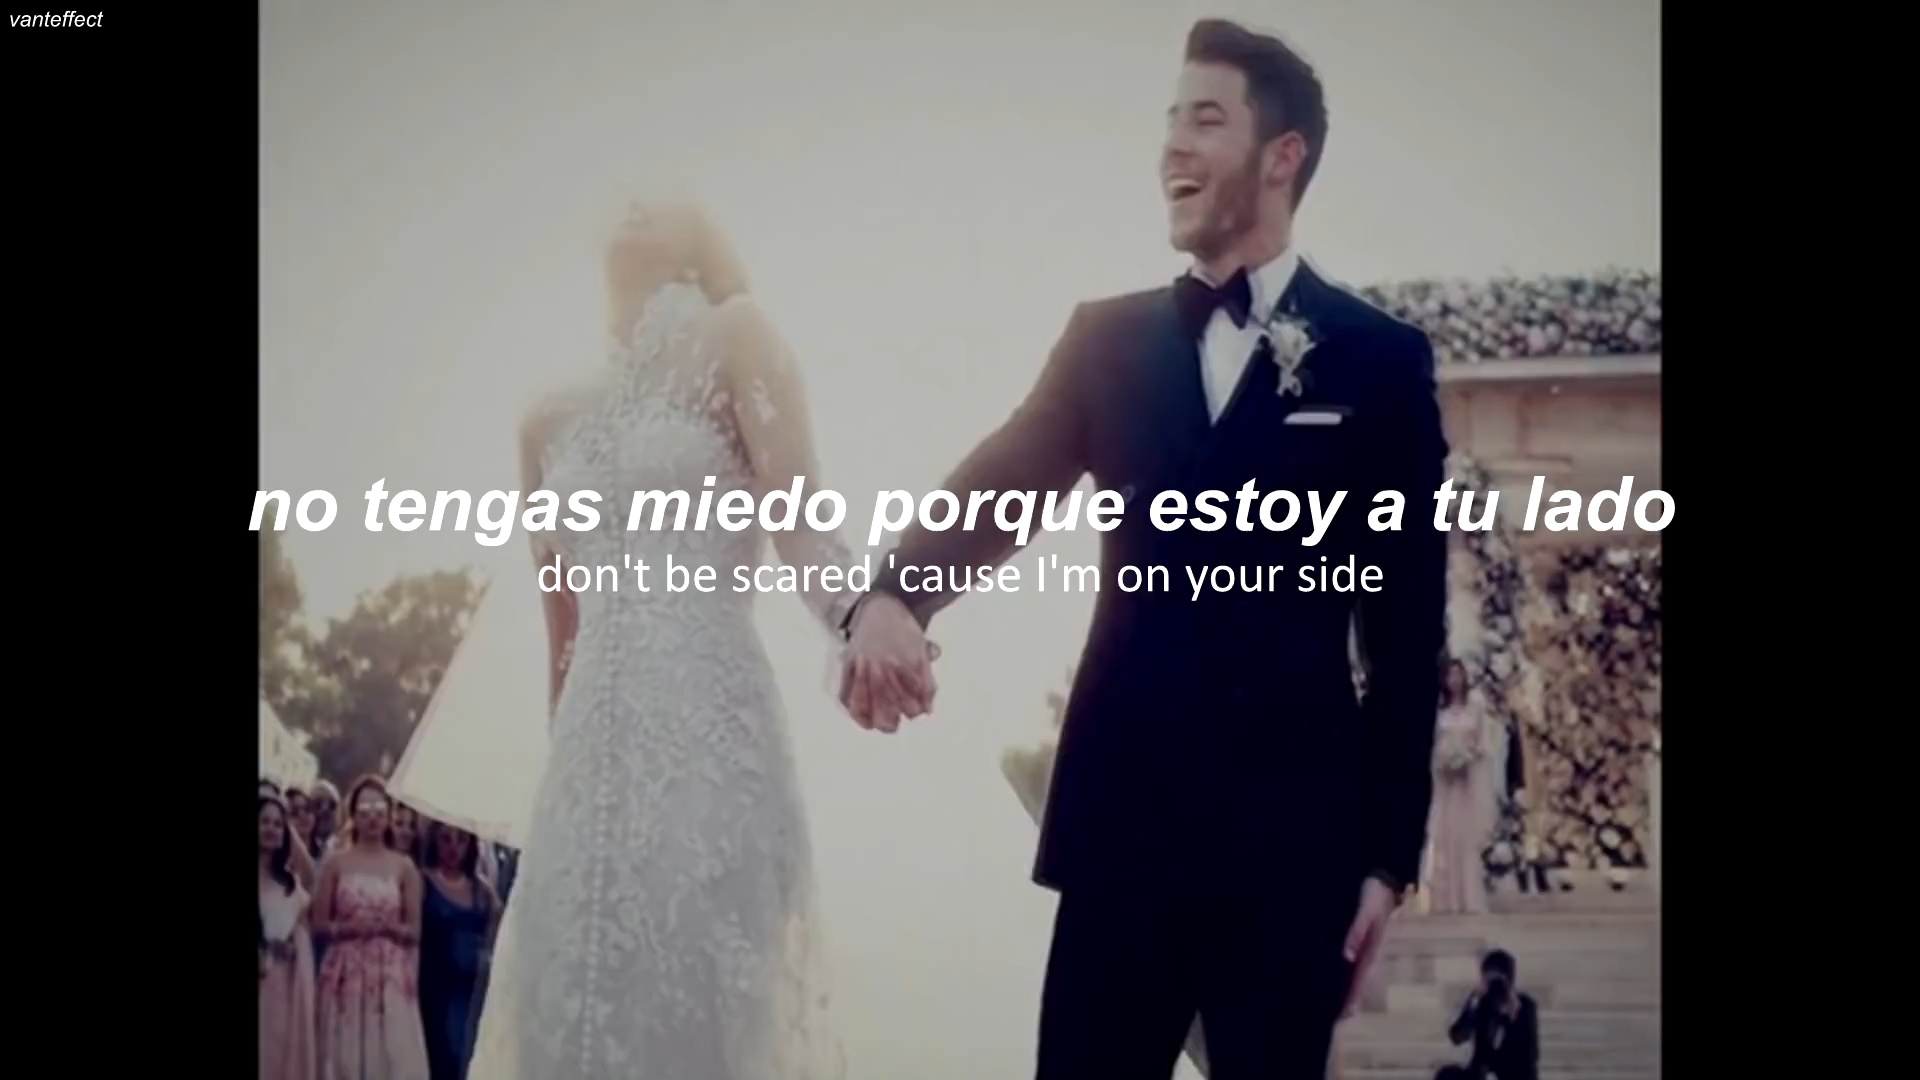 vanteffect
no tengas miedo porque estoy a tu lado
don't be scared 'cause I'm on your side